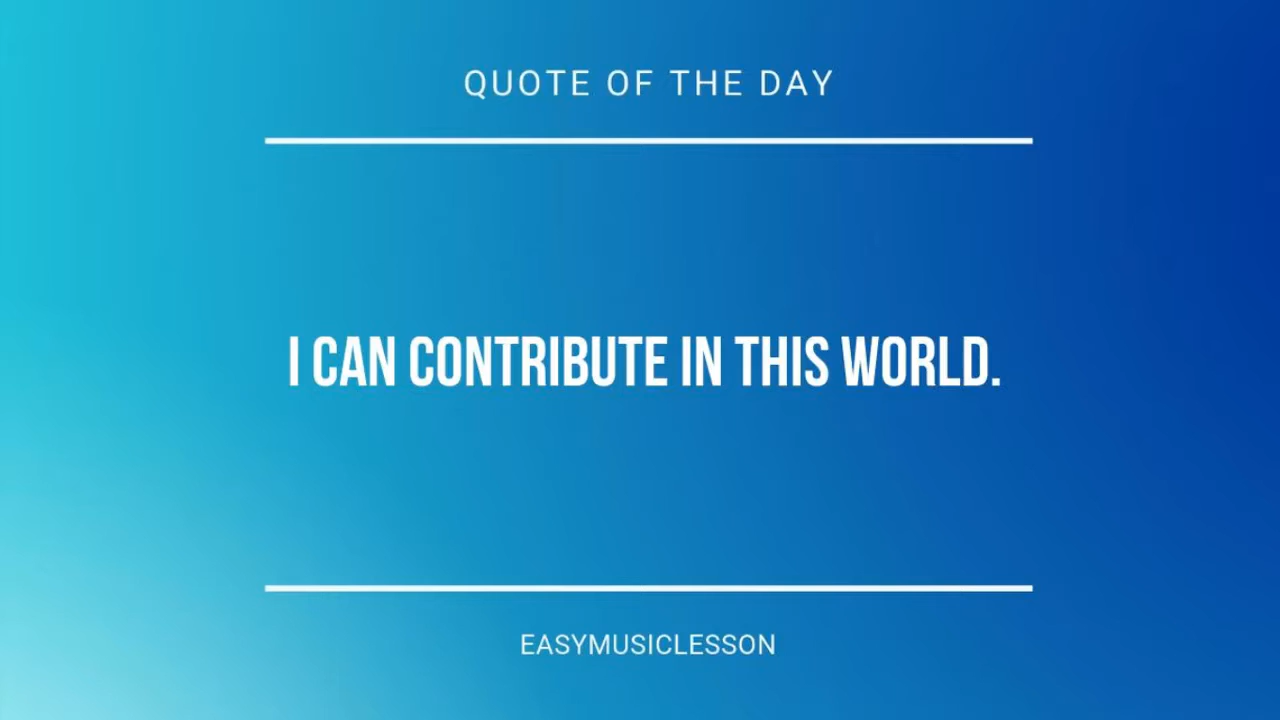 QUOTE OF THE DAY
I CAN CONTRIBUTE IN THIS WORLD.
EASYMUSICLESSON